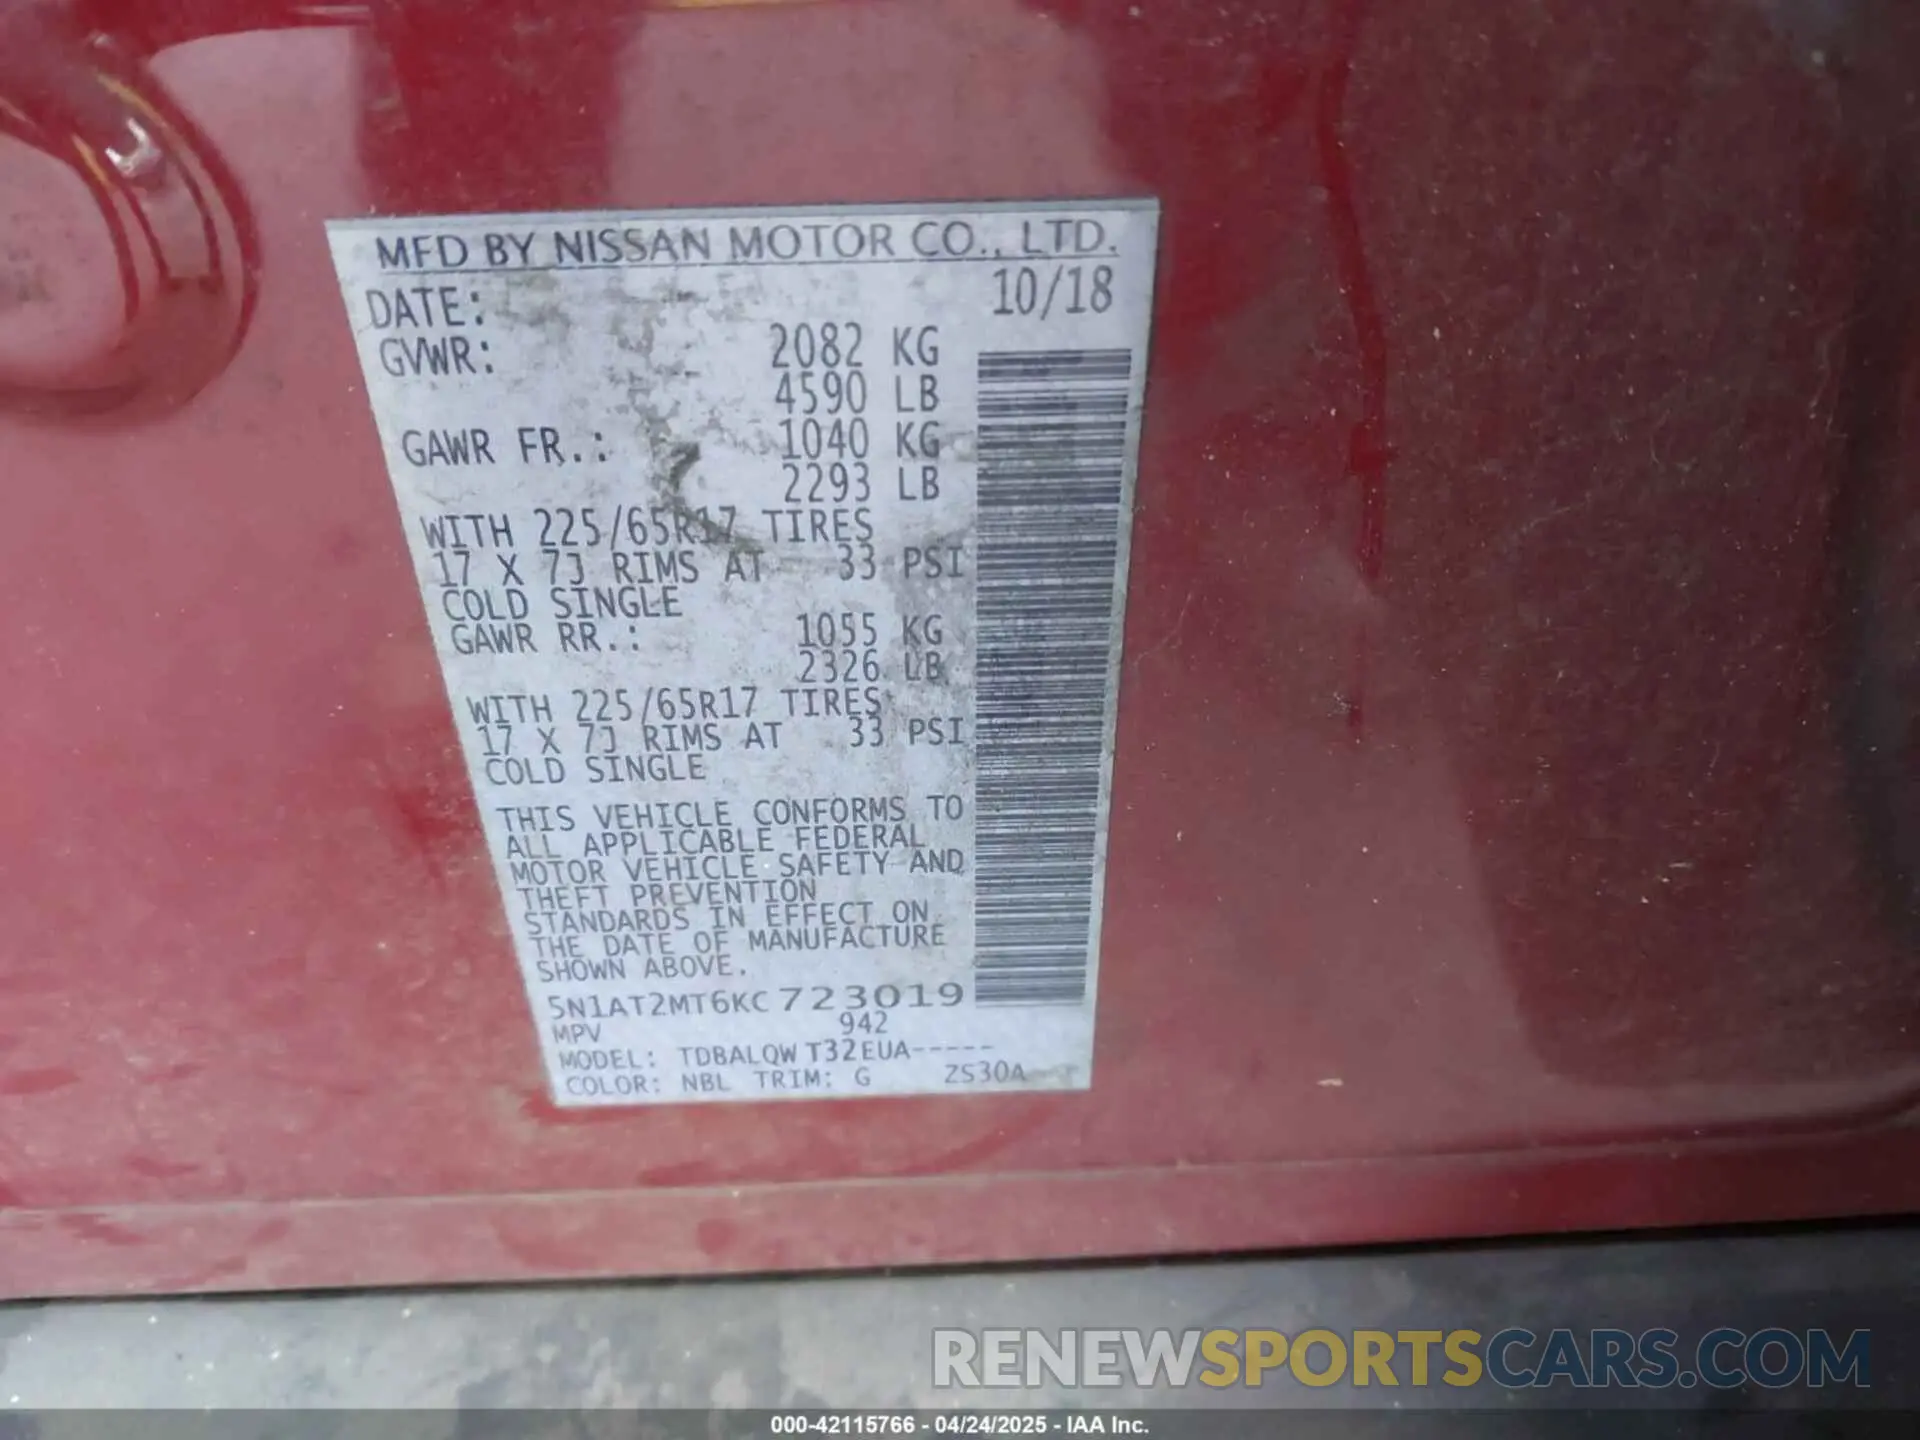 MFD BY NISSAN MOTOR CO., LTD.
DATE: 10/18
GVWR: 2082 KG
4590 LB
GAWR FR.: 1040 KG
2293 LB
WITH 225/65R17 TIRES
17 X 7J RIMS AT 33 PSI
COLD SINGLE
GAWR RR.: 1055 KG
2326 LB
WITH 225/65R17 TIRES
17 X 7J RIMS AT 33 PSI
COLD SINGLE
THIS VEHICLE CONFORMS TO
ALL APPLICABLE FEDERAL
MOTOR VEHICLE SAFETY AND
THEFT PREVENTION
STANDARDS IN EFFECT ON
THE DATE OF MANUFACTURE
SHOWN ABOVE.
5N1AT2MT6KC723019
MPV 942
MODEL: TDBALQW T32EUA-----
COLOR: NBL TRIM: G ZS30A
RENEWSPORTSCARS.COM
000-42115766 - 04/24/2025 - IAA Inc.